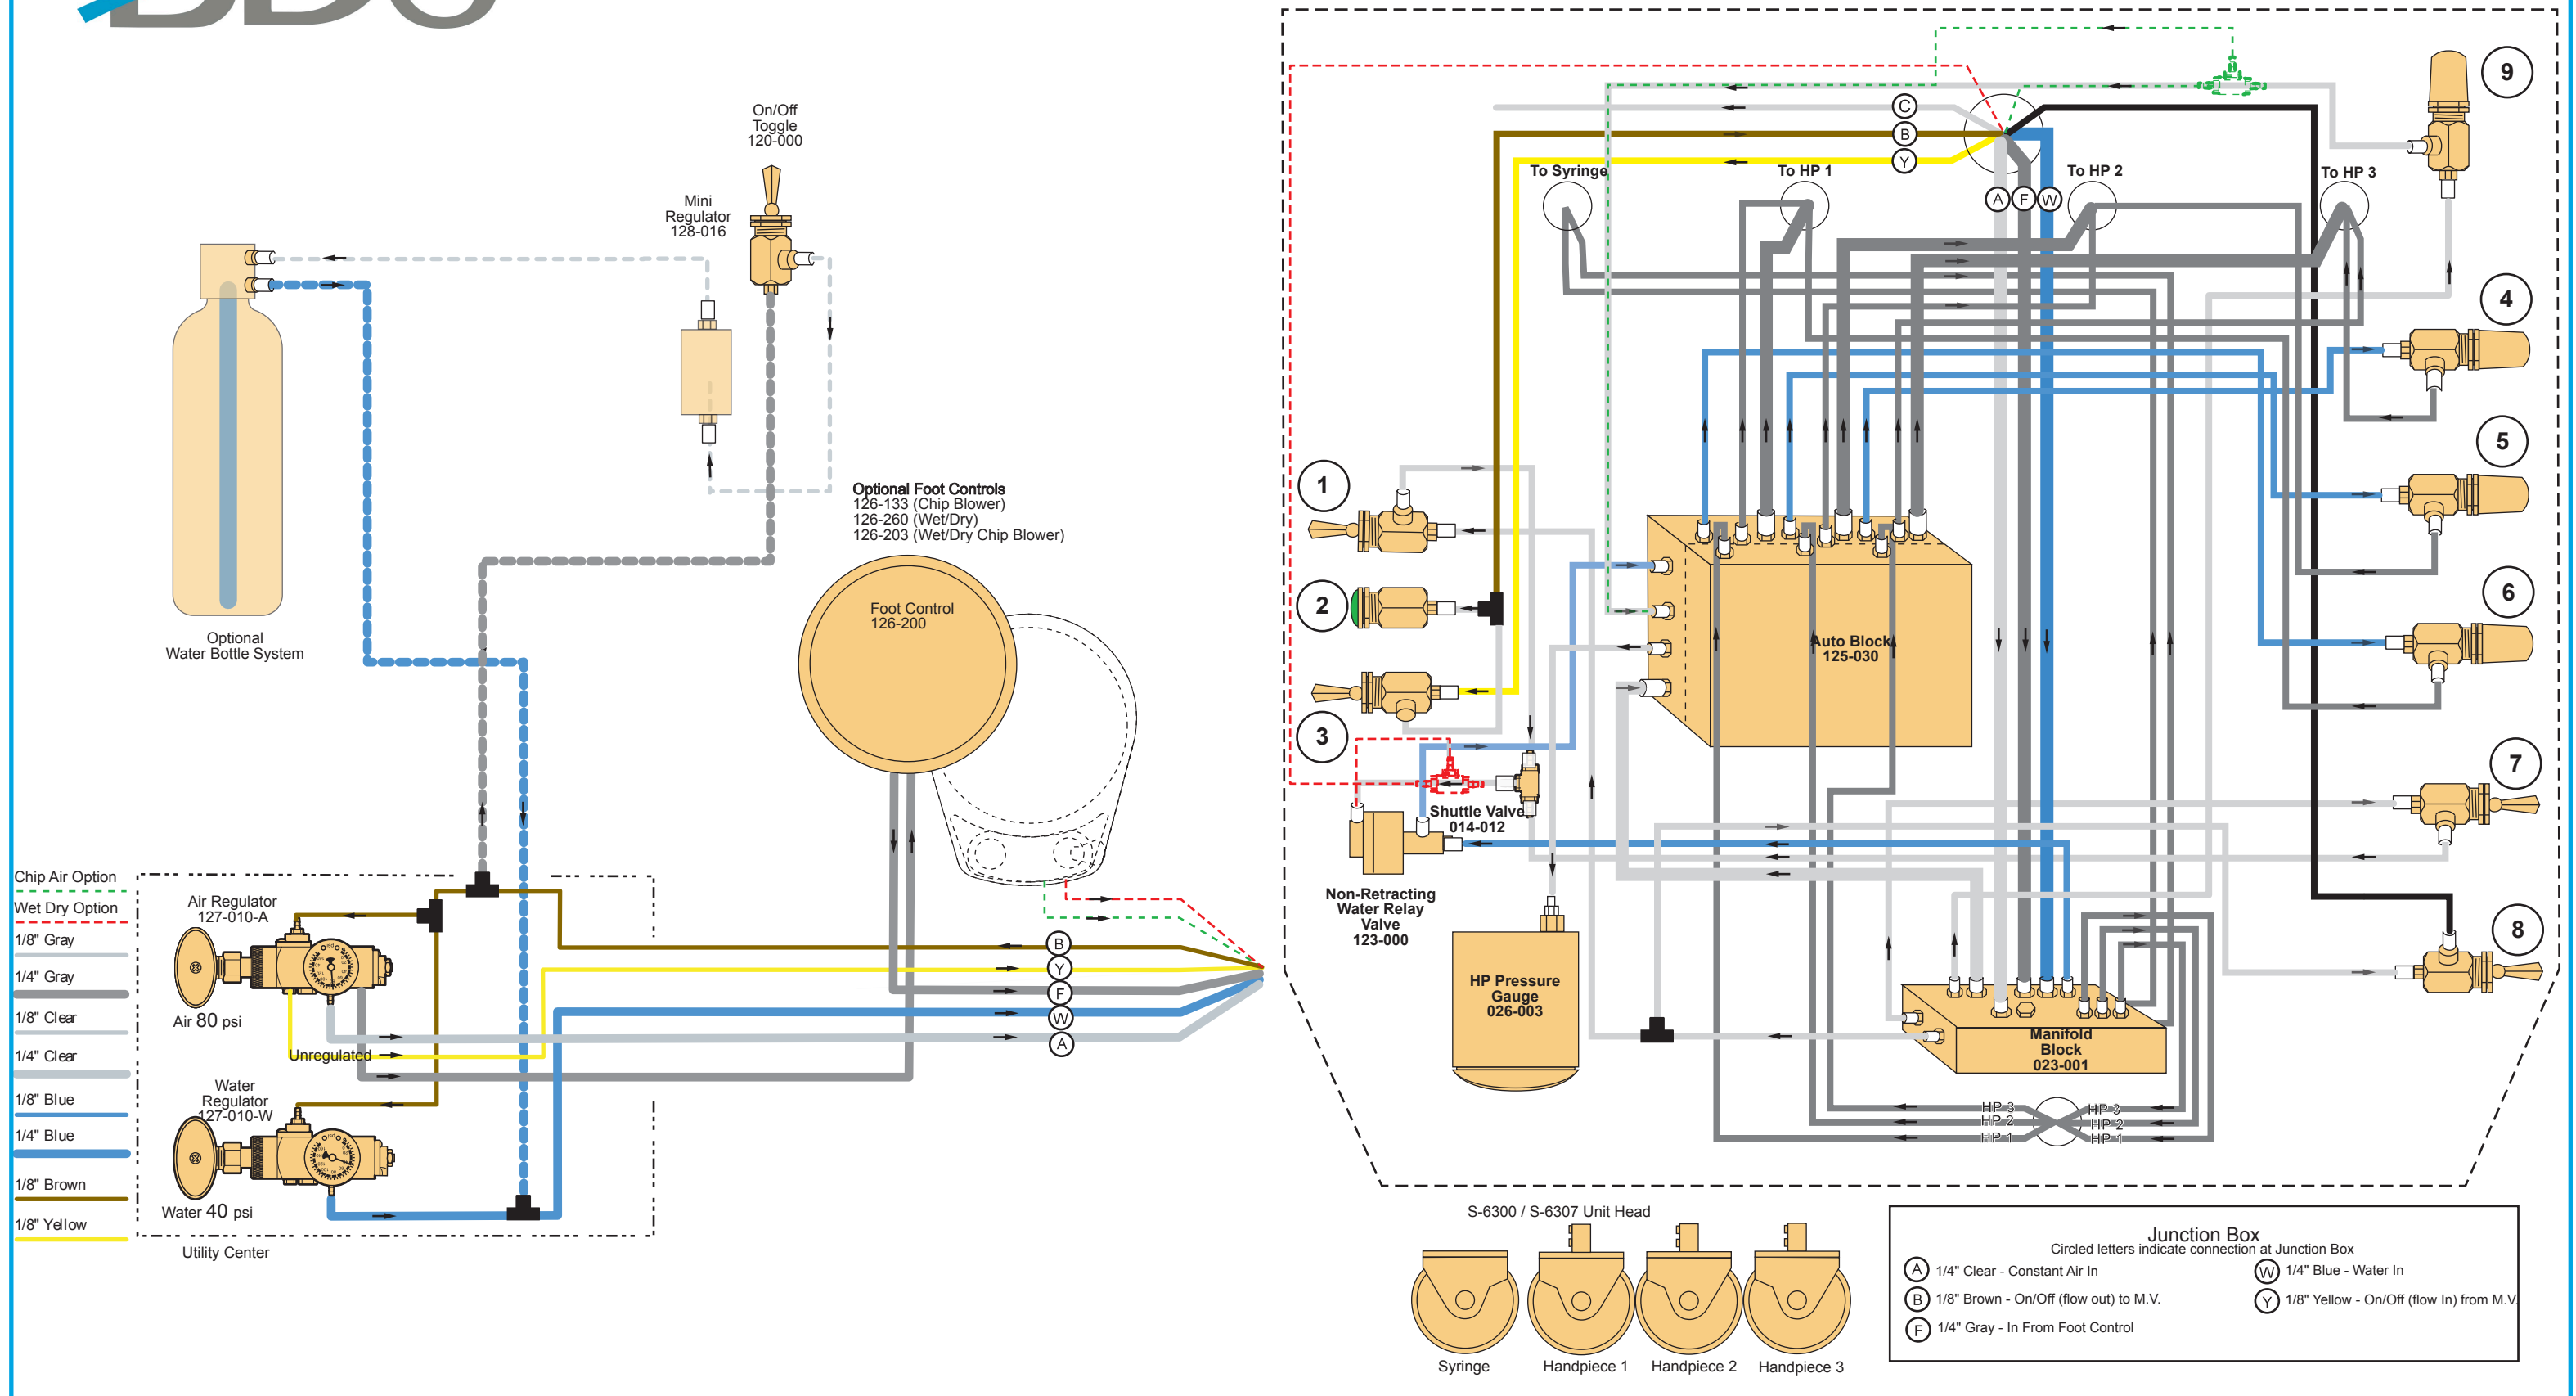 On/Off
Toggle
120-000
Mini
Regulator
128-016
Optional
Water Bottle System
Optional Foot Controls
126-133 (Chip Blower)
126-260 (Wet/Dry)
126-203 (Wet/Dry Chip Blower)
Foot Control
126-200
Chip Air Option
Wet Dry Option
1/8" Gray
1/4" Gray
1/8" Clear
1/4" Clear
1/8" Blue
1/4" Blue
1/8" Brown
1/8" Yellow
Air Regulator
127-010-A
Air 80 psi
Unregulated
Water
Regulator
127-010-W
Water 40 psi
Utility Center
B
Y
F
W
A
C
B
Y
To Syringe
To HP 1
To HP 2
To HP 3
A F W
9
4
5
6
7
8
1
2
3
Auto Block
125-030
Shuttle Valve
014-012
Non-Retracting
Water Relay
Valve
123-000
HP Pressure
Gauge
026-003
Manifold
Block
023-001
HP 3 HP 3
HP 2 HP 2
HP 1 HP 1
S-6300 / S-6307 Unit Head
Syringe
Handpiece 1
Handpiece 2
Handpiece 3
Junction Box
Circled letters indicate connection at Junction Box
A 1/4" Clear - Constant Air In
B 1/8" Brown - On/Off (flow out) to M.V.
F 1/4" Gray - In From Foot Control
W 1/4" Blue - Water In
Y 1/8" Yellow - On/Off (flow In) from M.V.